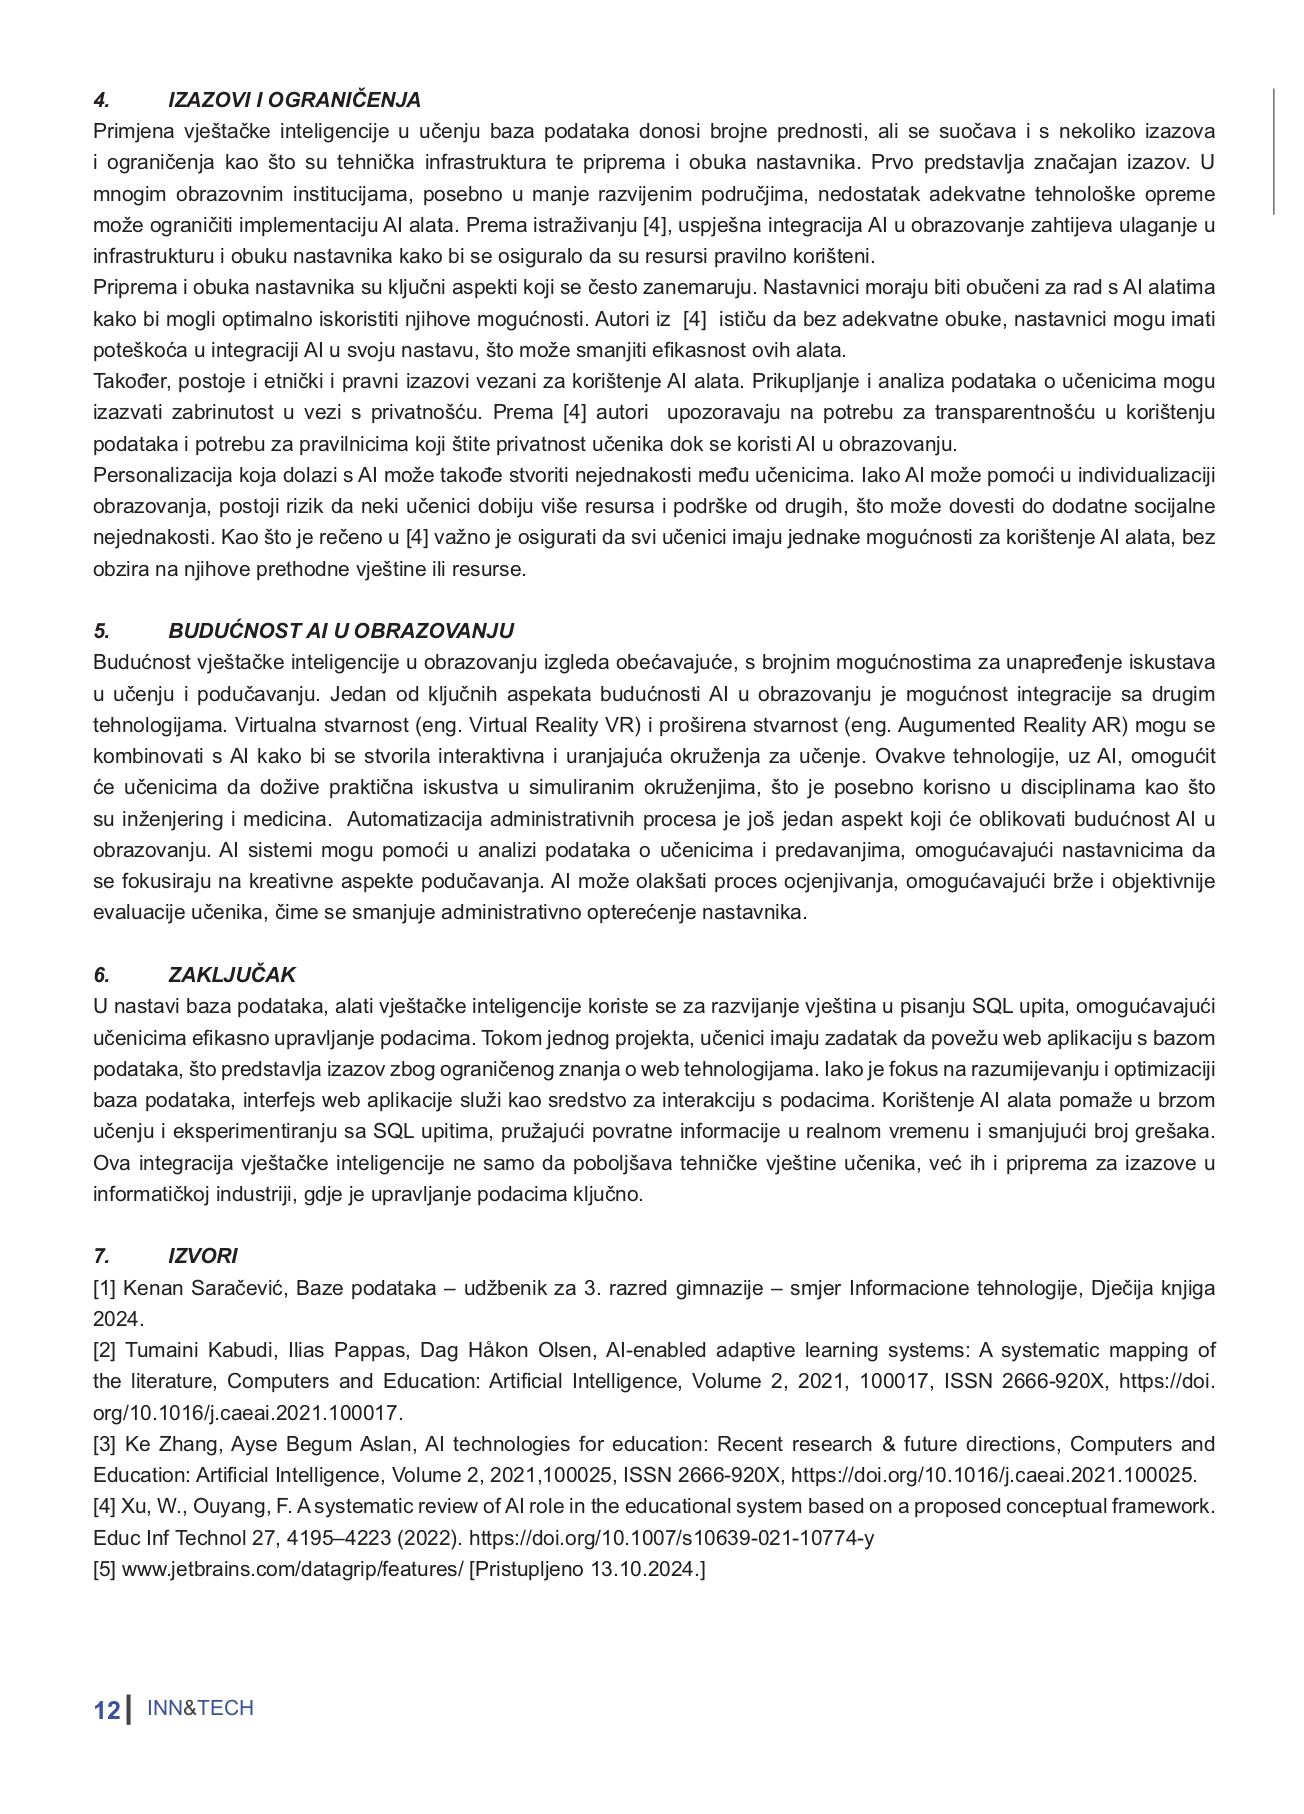 4. IZAZOVI I OGRANIČENJA
Primjena vještačke inteligencije u učenju baza podataka donosi brojne prednosti, ali se suočava i s nekoliko izazova
i ograničenja kao što su tehnička infrastruktura te priprema i obuka nastavnika. Prvo predstavlja značajan izazov. U
mnogim obrazovnim institucijama, posebno u manje razvijenim područjima, nedostatak adekvatne tehnološke opreme
može ograničiti implementaciju AI alata. Prema istraživanju [4], uspješna integracija AI u obrazovanje zahtijeva ulaganje u
infrastrukturu i obuku nastavnika kako bi se osiguralo da su resursi pravilno korišteni.
Priprema i obuka nastavnika su ključni aspekti koji se često zanemaruju. Nastavnici moraju biti obučeni za rad s AI alatima
kako bi mogli optimalno iskoristiti njihove mogućnosti. Autori iz [4] ističu da bez adekvatne obuke, nastavnici mogu imati
poteškoća u integraciji AI u svoju nastavu, što može smanjiti efikasnost ovih alata.
Također, postoje i etnički i pravni izazovi vezani za korištenje AI alata. Prikupljanje i analiza podataka o učenicima mogu
izazvati zabrinutost u vezi s privatnošću. Prema [4] autori upozoravaju na potrebu za transparentnošću u korištenju
podataka i potrebu za pravilnicima koji štite privatnost učenika dok se koristi AI u obrazovanju.
Personalizacija koja dolazi s AI može takođe stvoriti nejednakosti među učenicima. Iako AI može pomoći u individualizaciji
obrazovanja, postoji rizik da neki učenici dobiju više resursa i podrške od drugih, što može dovesti do dodatne socijalne
nejednakosti. Kao što je rečeno u [4] važno je osigurati da svi učenici imaju jednake mogućnosti za korištenje AI alata, bez
obzira na njihove prethodne vještine ili resurse.
5. BUDUĆNOST AI U OBRAZOVANJU
Budućnost vještačke inteligencije u obrazovanju izgleda obećavajuće, s brojnim mogućnostima za unapređenje iskustava
u učenju i podučavanju. Jedan od ključnih aspekata budućnosti AI u obrazovanju je mogućnost integracije sa drugim
tehnologijama. Virtualna stvarnost (eng. Virtual Reality VR) i proširena stvarnost (eng. Augumented Reality AR) mogu se
kombinovati s AI kako bi se stvorila interaktivna i uranjajuća okruženja za učenje. Ovakve tehnologije, uz AI, omogućit
će učenicima da dožive praktična iskustva u simuliranim okruženjima, što je posebno korisno u disciplinama kao što
su inženjering i medicina. Automatizacija administrativnih procesa je još jedan aspekt koji će oblikovati budućnost AI u
obrazovanju. AI sistemi mogu pomoći u analizi podataka o učenicima i predavanjima, omogućavajući nastavnicima da
se fokusiraju na kreativne aspekte podučavanja. AI može olakšati proces ocjenjivanja, omogućavajući brže i objektivnije
evaluacije učenika, čime se smanjuje administrativno opterećenje nastavnika.
6. ZAKLJUČAK
U nastavi baza podataka, alati vještačke inteligencije koriste se za razvijanje vještina u pisanju SQL upita, omogućavajući
učenicima efikasno upravljanje podacima. Tokom jednog projekta, učenici imaju zadatak da povežu web aplikaciju s bazom
podataka, što predstavlja izazov zbog ograničenog znanja o web tehnologijama. Iako je fokus na razumijevanju i optimizaciji
baza podataka, interfejs web aplikacije služi kao sredstvo za interakciju s podacima. Korištenje AI alata pomaže u brzom
učenju i eksperimentiranju sa SQL upitima, pružajući povratne informacije u realnom vremenu i smanjujući broj grešaka.
Ova integracija vještačke inteligencije ne samo da poboljšava tehničke vještine učenika, već ih i priprema za izazove u
informatičkoj industriji, gdje je upravljanje podacima ključno.
7. IZVORI
[1] Kenan Saračević, Baze podataka – udžbenik za 3. razred gimnazije – smjer Informacione tehnologije, Dječija knjiga
2024.
[2] Tumaini Kabudi, Ilias Pappas, Dag Håkon Olsen, AI-enabled adaptive learning systems: A systematic mapping of
the literature, Computers and Education: Artificial Intelligence, Volume 2, 2021, 100017, ISSN 2666-920X, https://doi.
org/10.1016/j.caeai.2021.100017.
[3] Ke Zhang, Ayse Begum Aslan, AI technologies for education: Recent research & future directions, Computers and
Education: Artificial Intelligence, Volume 2, 2021,100025, ISSN 2666-920X, https://doi.org/10.1016/j.caeai.2021.100025.
[4] Xu, W., Ouyang, F. A systematic review of AI role in the educational system based on a proposed conceptual framework.
Educ Inf Technol 27, 4195–4223 (2022). https://doi.org/10.1007/s10639-021-10774-y
[5] www.jetbrains.com/datagrip/features/ [Pristupljeno 13.10.2024.]
12 INN&TECH